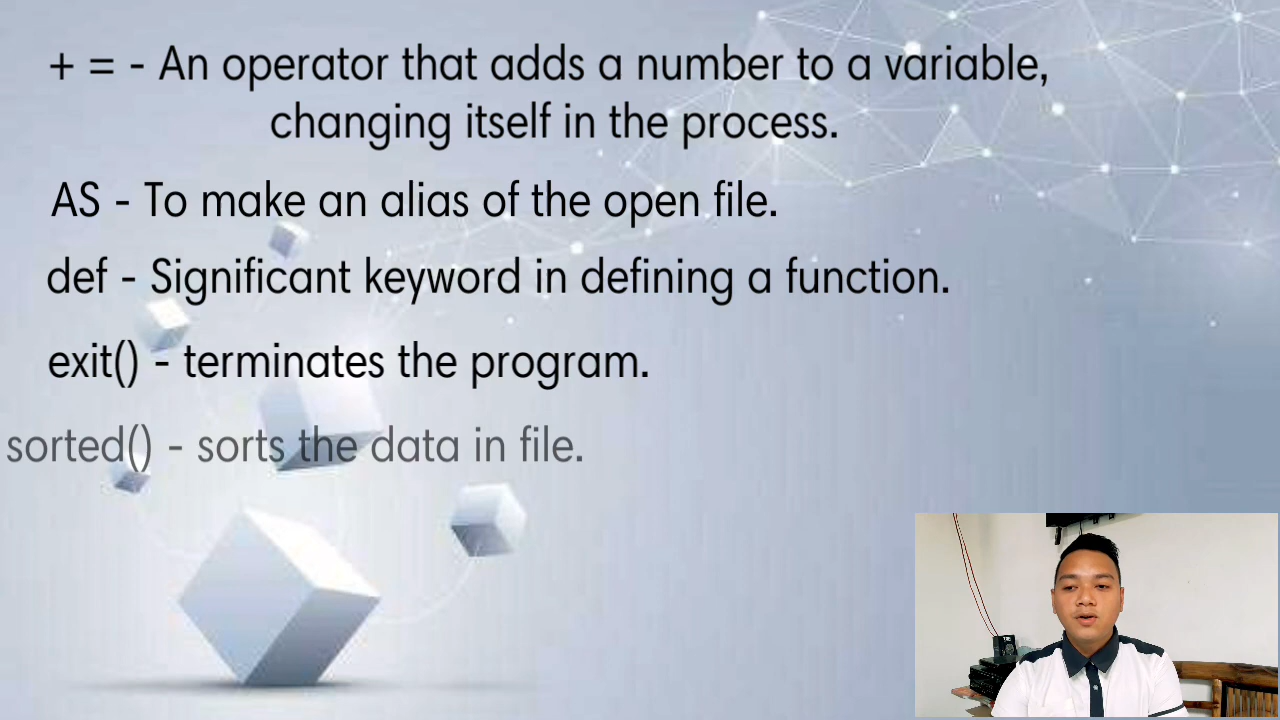 + = - An operator that adds a number to a variable,
changing itself in the process.
AS - To make an alias of the open file.
def - Significant keyword in defining a function.
exit() - terminates the program.
sorted() - sorts the data in file.